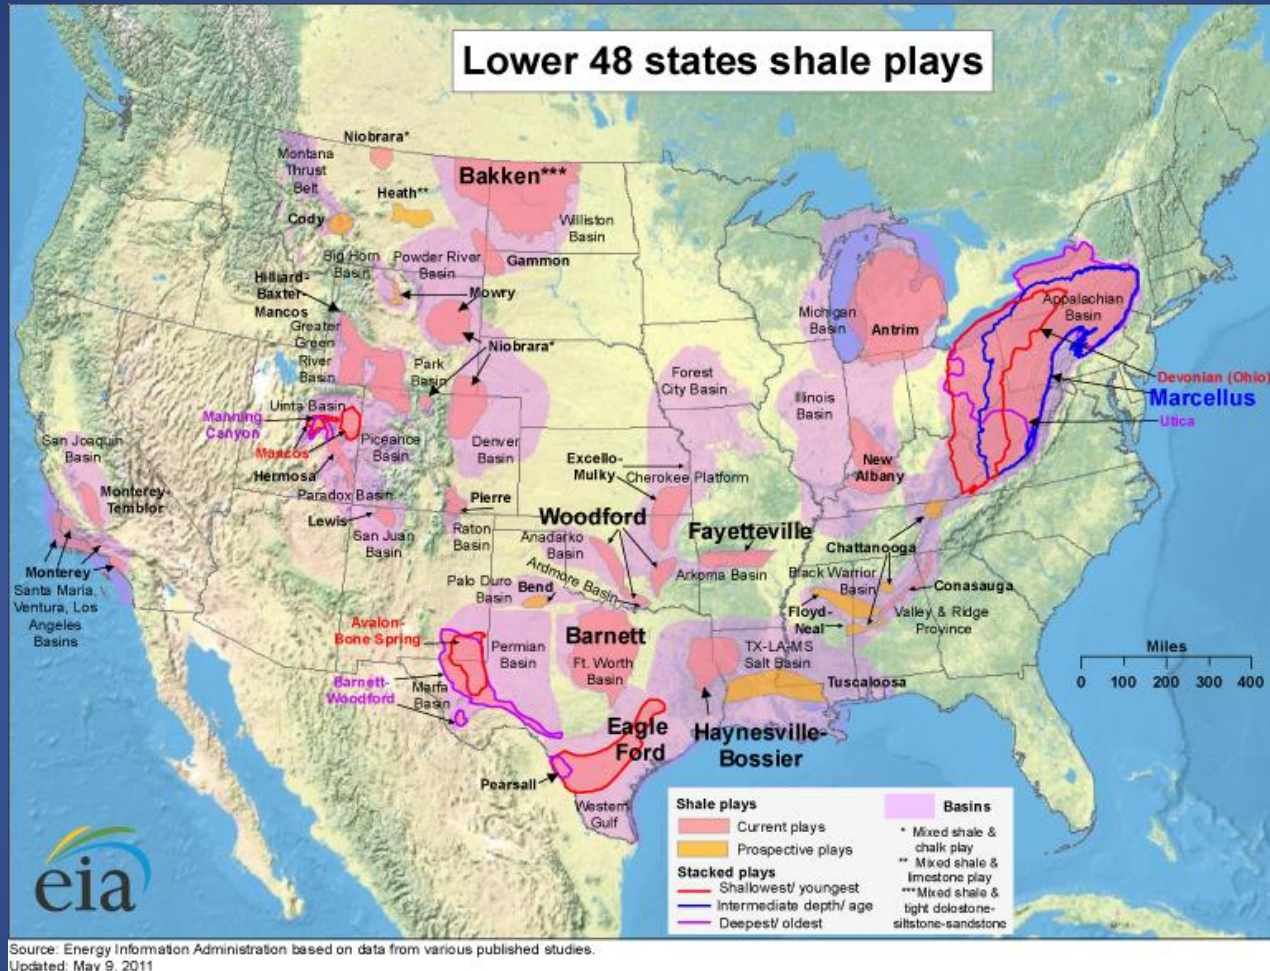 Lower 48 states shale plays
Niobrara*
Montana
Thrust
Belt
Bakken***
Heath**
Cody
Williston
Basin
Big Horn
Basin
Powder River
Basin
Gammon
Hilliard-
Baxter-
Mancos
Mowry
Greater
Green
River
Basin
Niobrara*
Park
Basin
Michigan
Basin
Antrim
Appalachian
Basin
Forest
City Basin
Illinois
Basin
Devonian (Ohio)
Marcellus
Utica
Uinta Basin
Manning
Canyon
Mancos
Piceance
Basin
Denver
Basin
San Joaquin
Basin
Hermosa
Paradox Basin
Excello-
Mulky
Cherokee Platform
New
Albany
Monterey-
Temblor
Pierre
Lewis
San Juan
Basin
Raton
Basin
Woodford
Anadarko
Basin
Fayetteville
Chattanooga
Monterey
Santa Maria,
Ventura, Los
Angeles
Basins
Palo Duro
Basin
Bend
Ardmore Basin
Arkoma Basin
Black Warrior
Basin
Conasauga
Floyd-
Neal
Valley & Ridge
Province
Avalon-
Bone Spring
Permian
Basin
Barnett
Ft. Worth
Basin
TX-LA-MS
Salt Basin
Tuscaloosa
Miles
0 100 200 300 400
Barnett-
Woodford
Marfa
Basin
Eagle
Ford
Haynesville-
Bossier
Pearsall
Western
Gulf
Shale plays
Current plays
Prospective plays
Stacked plays
Shallowest/ youngest
Intermediate depth/ age
Deepest/ oldest
Basins
* Mixed shale &
chalk play
** Mixed shale &
limestone play
***Mixed shale &
tight dolostone-
siltstone-sandstone
eia
Source: Energy Information Administration based on data from various published studies.
Updated: May 9, 2011